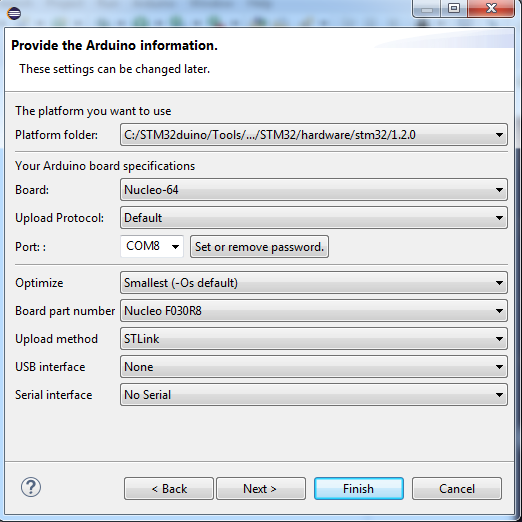 Provide the Arduino information.
These settings can be changed later.
The platform you want to use
Platform folder: C:/STM32duino/Tools/.../STM32/hardware/stm32/1.2.0
Your Arduino board specifications
Board: Nucleo-64
Upload Protocol: Default
Port: : COM8 Set or remove password.
Optimize Smallest (-Os default)
Board part number Nucleo F030R8
Upload method STLink
USB interface None
Serial interface No Serial
? < Back Next > Finish Cancel